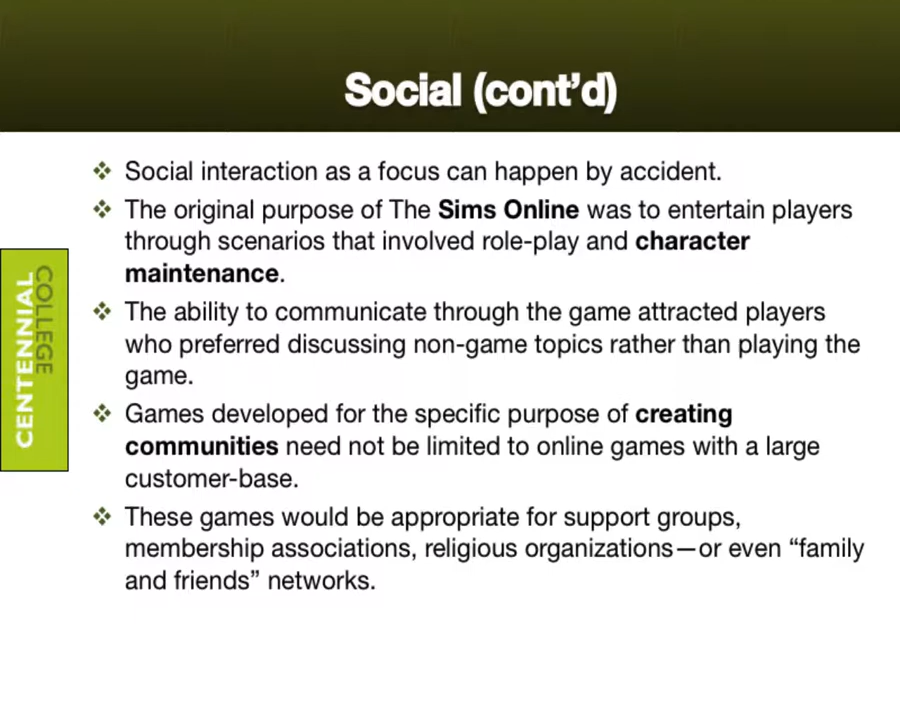 Social (cont’d)
❖ Social interaction as a focus can happen by accident.
❖ The original purpose of The Sims Online was to entertain players
through scenarios that involved role-play and character
maintenance.
❖ The ability to communicate through the game attracted players
who preferred discussing non-game topics rather than playing the
game.
❖ Games developed for the specific purpose of creating
communities need not be limited to online games with a large
customer-base.
❖ These games would be appropriate for support groups,
membership associations, religious organizations—or even “family
and friends” networks.
CENTENNIAL
COLLEGE